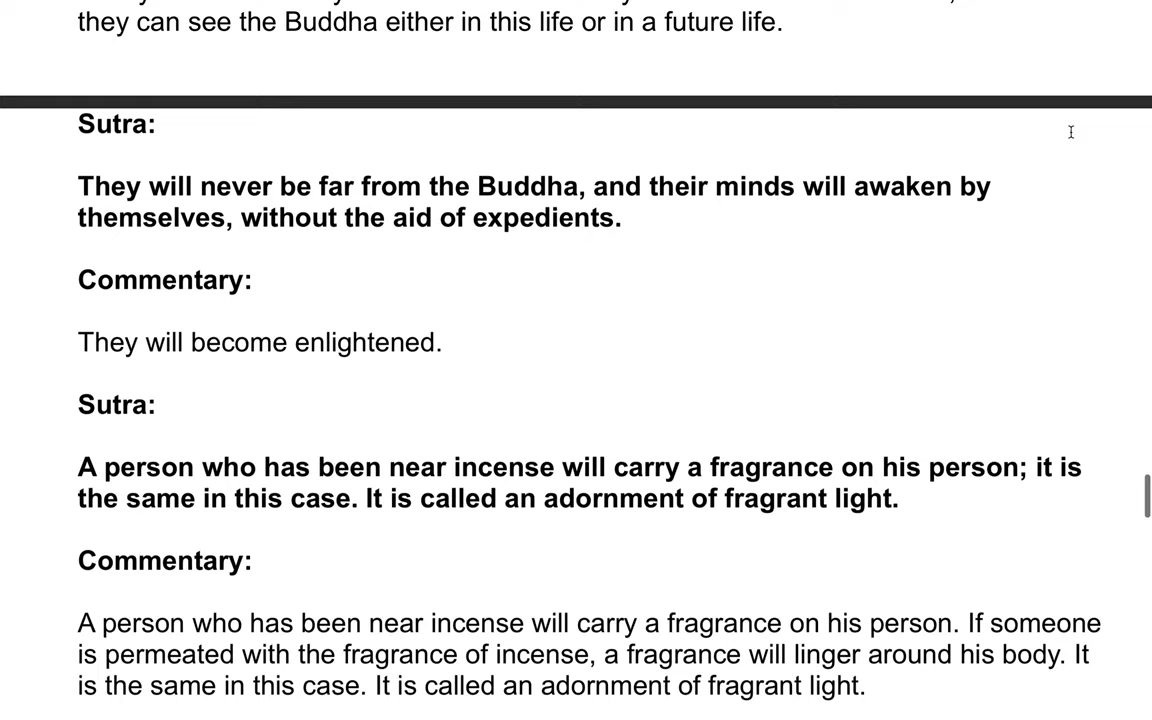 they can see the Buddha either in this life or in a future life.
Sutra:
They will never be far from the Buddha, and their minds will awaken by
themselves, without the aid of expedients.
Commentary:
They will become enlightened.
Sutra:
A person who has been near incense will carry a fragrance on his person; it is
the same in this case. It is called an adornment of fragrant light.
Commentary:
A person who has been near incense will carry a fragrance on his person. If someone
is permeated with the fragrance of incense, a fragrance will linger around his body. It
is the same in this case. It is called an adornment of fragrant light.